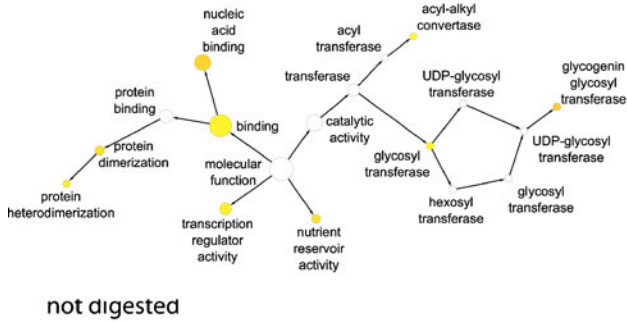 nucleic
acid
binding
acyl-alkyl
convertase
acyl
transferase
transferase
UDP-glycosyl
transferase
glycogenin
glycosyl
transferase
protein
binding
binding
catalytic
activity
UDP-glycosyl
transferase
protein
dimerization
molecular
function
glycosyl
transferase
protein
heterodimerization
hexosyl
transferase
glycosyl
transferase
transcription
regulator
activity
nutrient
reservoir
activity
not digested